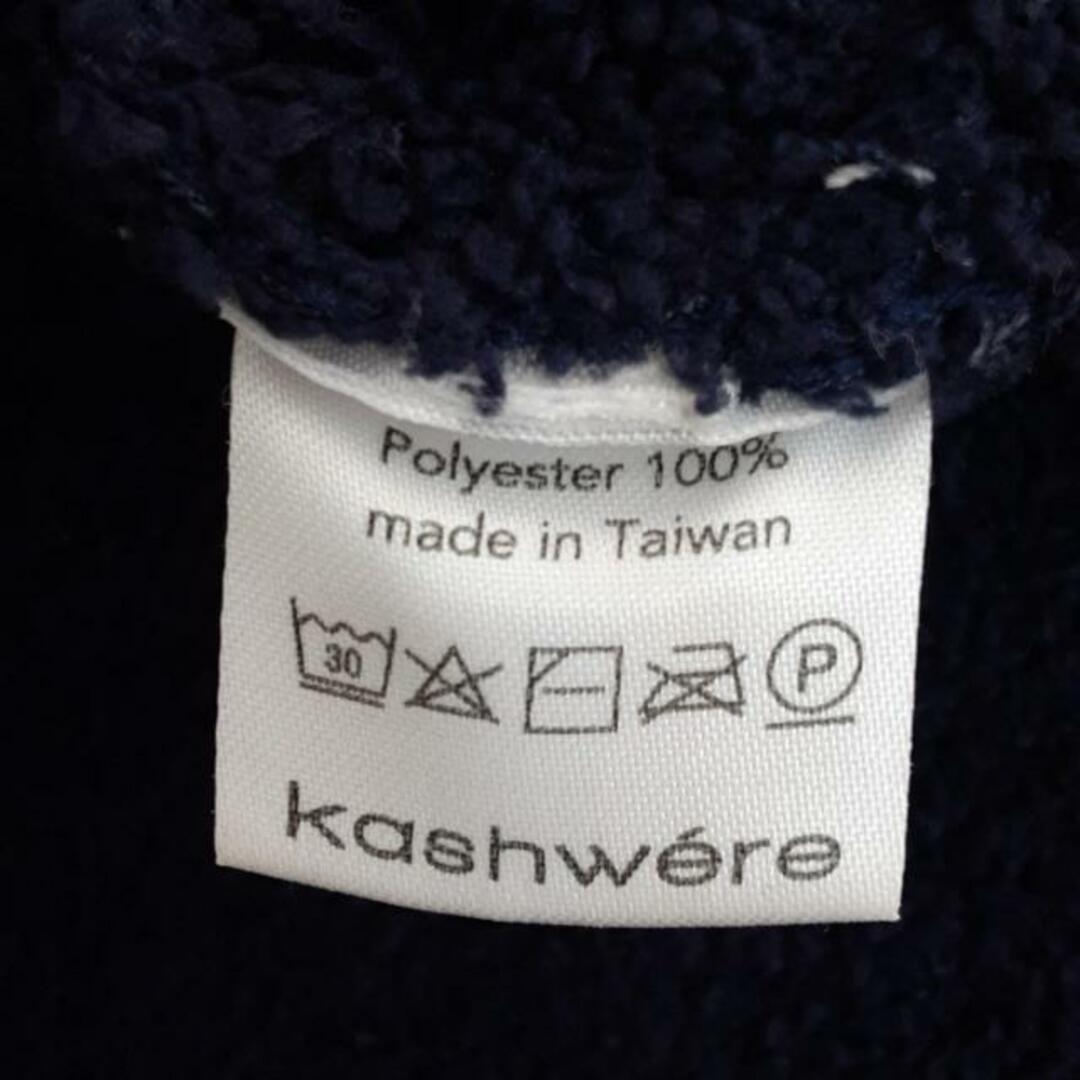 Polyester 100%
made in Taiwan
30
P
kashwére